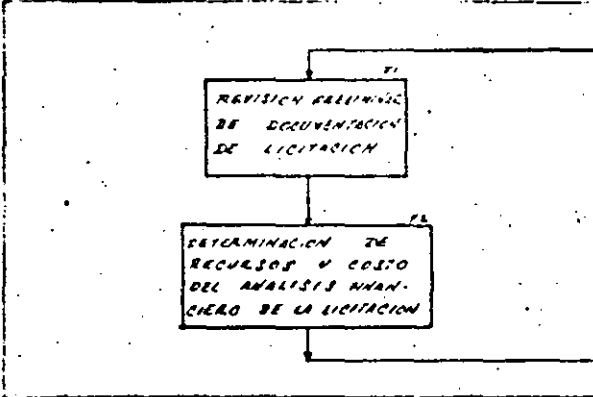 REVISION PRELIMINAR
DE DOCUMENTACION
DE LICITACION
DETERMINACION DE
RECURSOS Y COSTO
DEL ANALISIS FINAN-
CIERO DE LA LICITACION